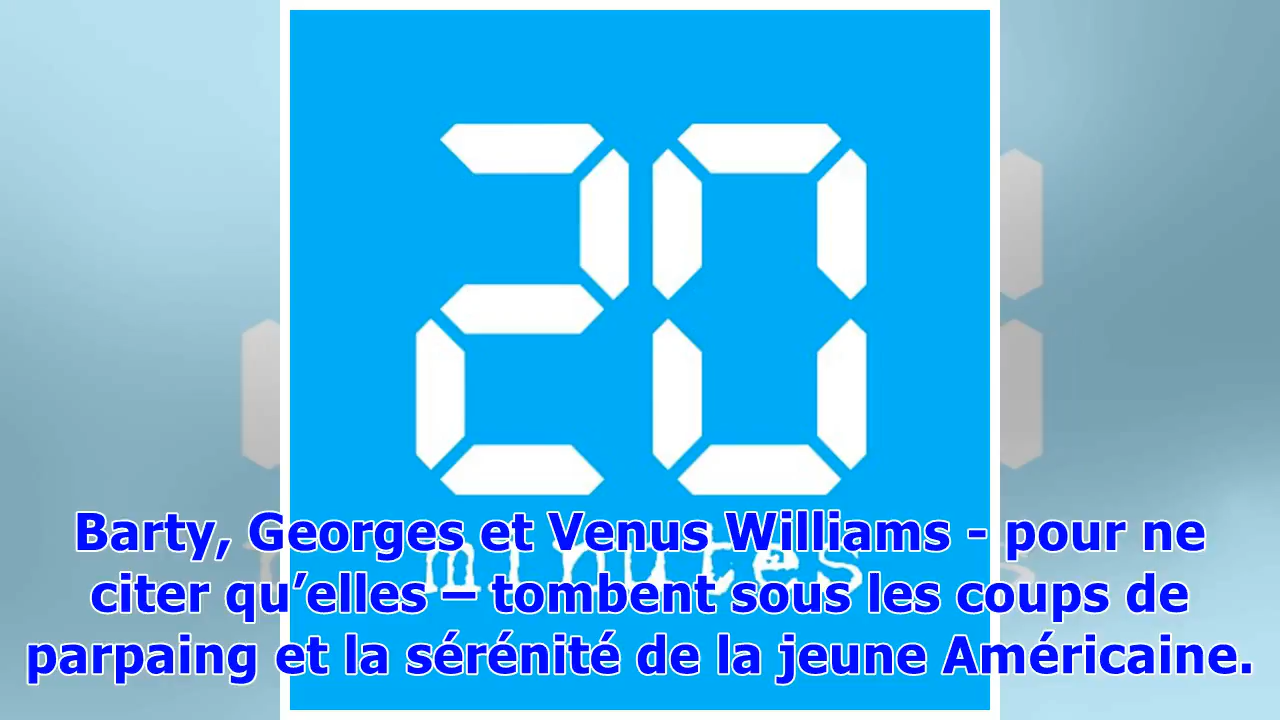 20
minutes
Barty, Georges et Venus Williams - pour ne
citer qu’elles – tombent sous les coups de
parpaing et la sérénité de la jeune Américaine.